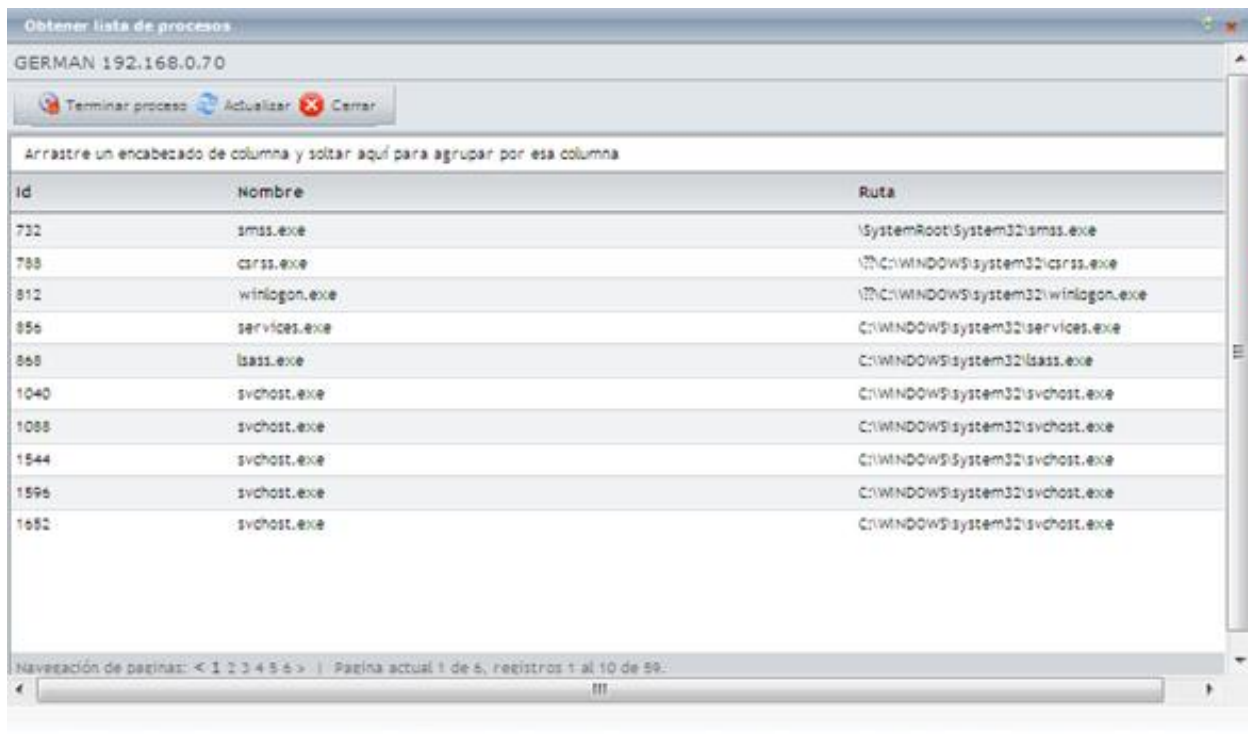 Obtener lista de procesos
GERMAN 192.168.0.70
Terminar proceso Actualizar Cerrar
Arrastre un encabezado de columna y soltar aquí para agrupar por esa columna
Id Nombre Ruta
732 smss.exe \SystemRoot\System32\smss.exe
788 csrss.exe \??\C:\WINDOWS\system32\csrss.exe
812 winlogon.exe \??\C:\WINDOWS\system32\winlogon.exe
856 services.exe C:\WINDOWS\system32\services.exe
868 lsass.exe C:\WINDOWS\system32\lsass.exe
1040 svchost.exe C:\WINDOWS\system32\svchost.exe
1088 svchost.exe C:\WINDOWS\system32\svchost.exe
1544 svchost.exe C:\WINDOWS\System32\svchost.exe
1596 svchost.exe C:\WINDOWS\system32\svchost.exe
1652 svchost.exe C:\WINDOWS\system32\svchost.exe
Navegación de paginas: < 1 2 3 4 5 6 > | Pagina actual 1 de 6, registros 1 al 10 de 59.